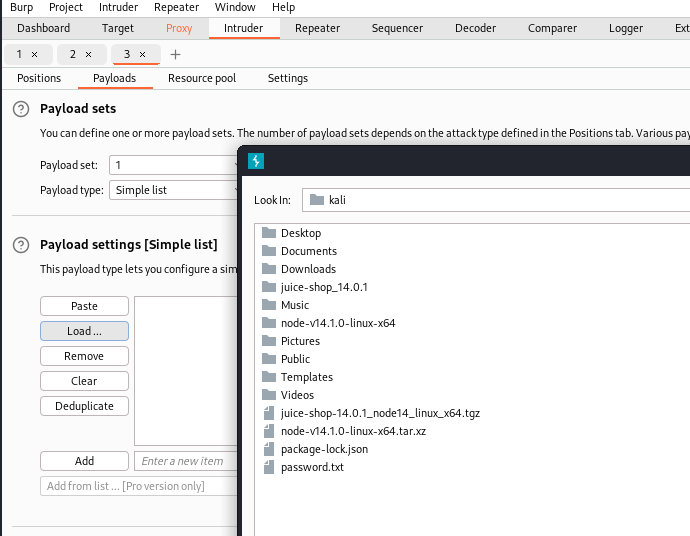 Burp Project Intruder Repeater Window Help
Dashboard Target Proxy Intruder Repeater Sequencer Decoder Comparer Logger Ext
1 × 2 × 3 × +
Positions Payloads Resource pool Settings
? Payload sets
You can define one or more payload sets. The number of payload sets depends on the attack type defined in the Positions tab. Various pay
Payload set: 1
Payload type: Simple list
Look In: kali
? Payload settings [Simple list]
This payload type lets you configure a sim
Paste
Load ...
Remove
Clear
Deduplicate
Add Enter a new item
Add from list ... [Pro version only]
Desktop
Documents
Downloads
juice-shop_14.0.1
Music
node-v14.1.0-linux-x64
Pictures
Public
Templates
Videos
juice-shop-14.0.1_node14_linux_x64.tgz
node-v14.1.0-linux-x64.tar.xz
package-lock.json
password.txt